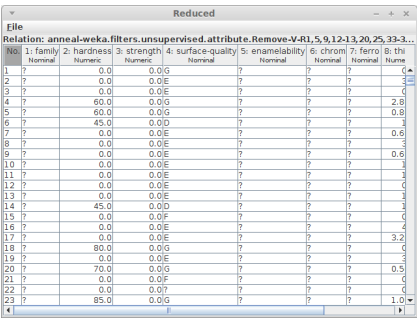 Reduced
File
Relation: anneal-weka.filters.unsupervised.attribute.Remove-V-R1,5,9,12-13,20,25,33-3...
No. 1: family 2: hardness 3: strength 4: surface-quality 5: enamelability 6: chrom 7: ferro 8: thi
Nominal Numeric Numeric Nominal Nominal Nominal Nominal Nume
1 ? 0.0 0.0 G ? ? ?
2 ? 0.0 0.0 E ? ? ?
3 ? 0.0 0.0 E ? ? ?
4 ? 60.0 0.0 G ? ? ? 2.8
5 ? 60.0 0.0 G ? ? ? 0.8
6 ? 45.0 0.0 D ? ? ?
7 ? 0.0 0.0 E ? ? ? 0.6
8 ? 0.0 0.0 E ? ? ?
9 ? 0.0 0.0 E ? ? ? 0.6
10 ? 0.0 0.0 E ? ? ?
11 ? 0.0 0.0 E ? ? ?
12 ? 0.0 0.0 E ? ? ?
13 ? 0.0 0.0 E ? ? ?
14 ? 45.0 0.0 D ? ? ?
15 ? 0.0 0.0 F ? ? ?
16 ? 0.0 0.0 E ? ? ?
17 ? 0.0 0.0 E ? ? ? 3.2
18 ? 80.0 0.0 G ? ? ?
19 ? 0.0 0.0 E ? ? ?
20 ? 70.0 0.0 G ? ? ? 0.5
21 ? 0.0 0.0 F ? ? ?
22 ? 0.0 0.0 ? ? ? ?
23 ? 85.0 0.0 G ? ? ? 1.0